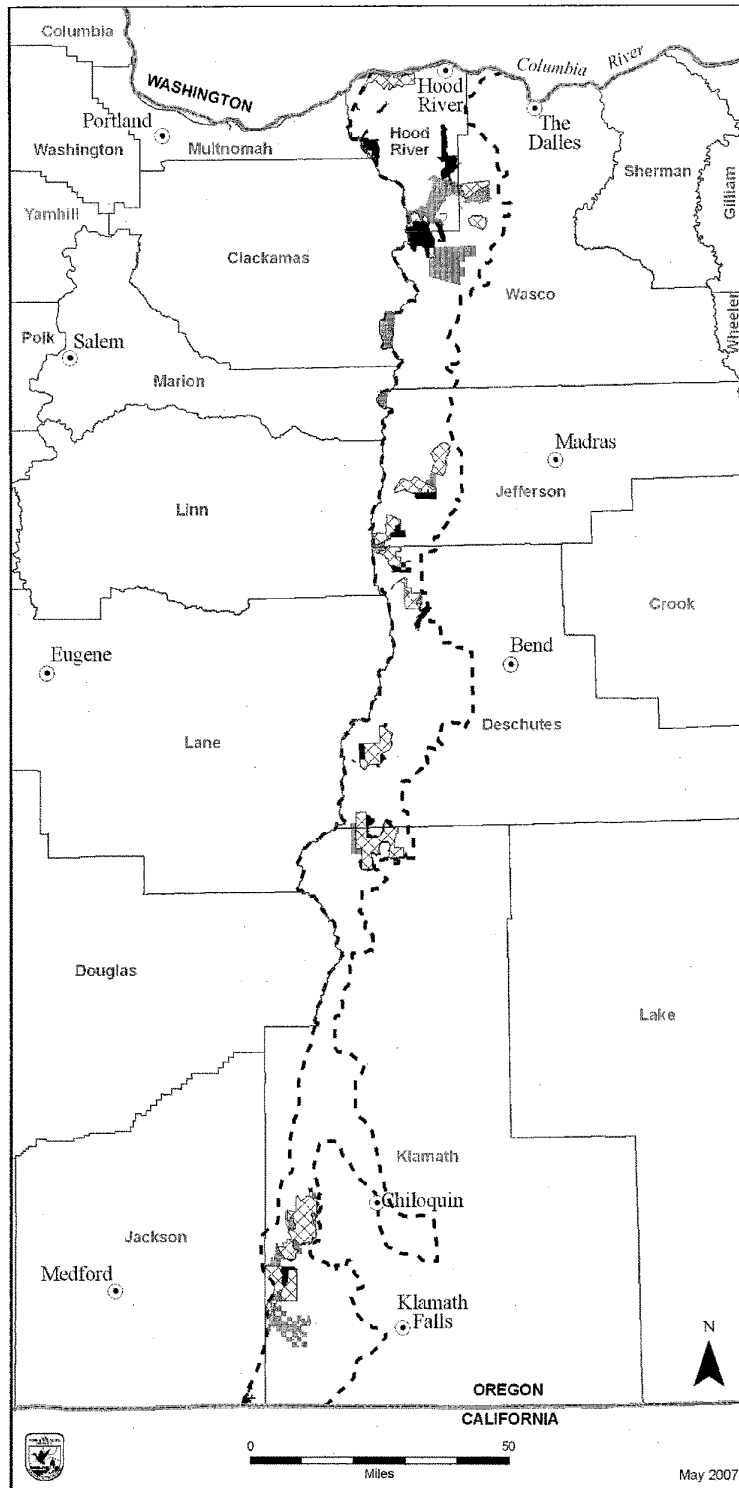 Columbia
WASHINGTON
Hood
River
Columbia
River
Portland
Multnomah
Washington
Hood
River
The
Dalles
Sherman
Gilliam
Yamhill
Clackamas
Wasco
Wheeler
Polk
Salem
Marion
Madras
Jefferson
Linn
Crook
Eugene
Bend
Lane
Deschutes
Douglas
Lake
Klamath
Chiloquin
Jackson
Medford
Klamath
Falls
N
OREGON
CALIFORNIA
0
50
Miles
May 2007